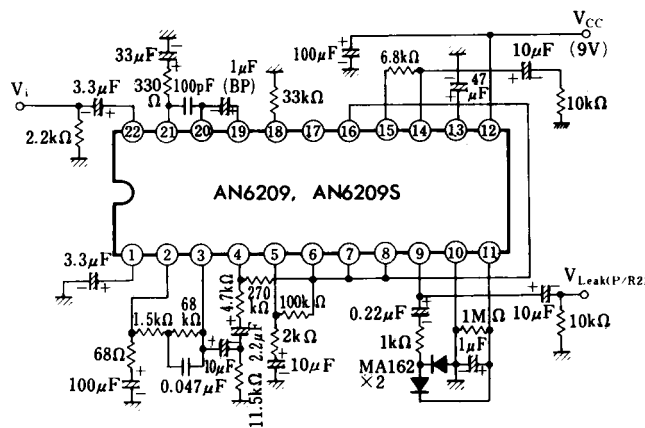 VCC
(9V)
33μF
100μF
6.8kΩ
10μF
1μF
(BP)
Vi
3.3μF
330
Ω
100pF
33kΩ
47
μF
10kΩ
2.2kΩ
22 21 20 19 18 17 16 15 14 13 12
AN6209, AN6209S
1 2 3 4 5 6 7 8 9 10 11
3.3μF
4.7kΩ
270
kΩ
100kΩ
VLeak(P/R2)
0.22μF
10μF
10kΩ
1.5kΩ
68
kΩ
2.2μF
2kΩ
1kΩ
1MΩ
1μF
68Ω
10μF
10μF
MA162
×2
100μF
0.047μF
11.5kΩ